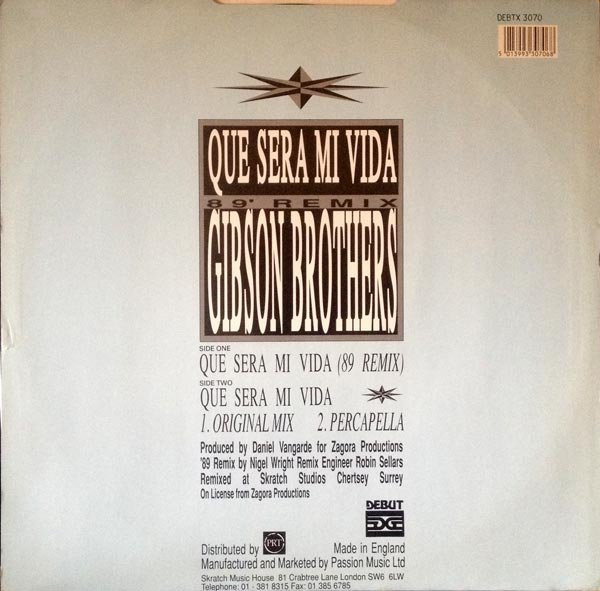 DEBTX 3070
5 013993 307068
QUE SERA MI VIDA
89' REMIX
GIBSON BROTHERS
SIDE ONE
QUE SERA MI VIDA (89 REMIX)
SIDE TWO
QUE SERA MI VIDA
1. ORIGINAL MIX 2. PERCAPELLA
Produced by Daniel Vangarde for Zagora Productions
'89 Remix by Nigel Wright Remix Engineer Robin Sellars
Remixed at Skratch Studios Chertsey Surrey
On License from Zagora Productions
DEBUT
Distributed by PRT Made in England
Manufactured and Marketed by Passion Music Ltd
Skratch Music House 81 Crabtree Lane London SW6 6LW
Telephone: 01 - 381 8315 Fax: 01 385 6785